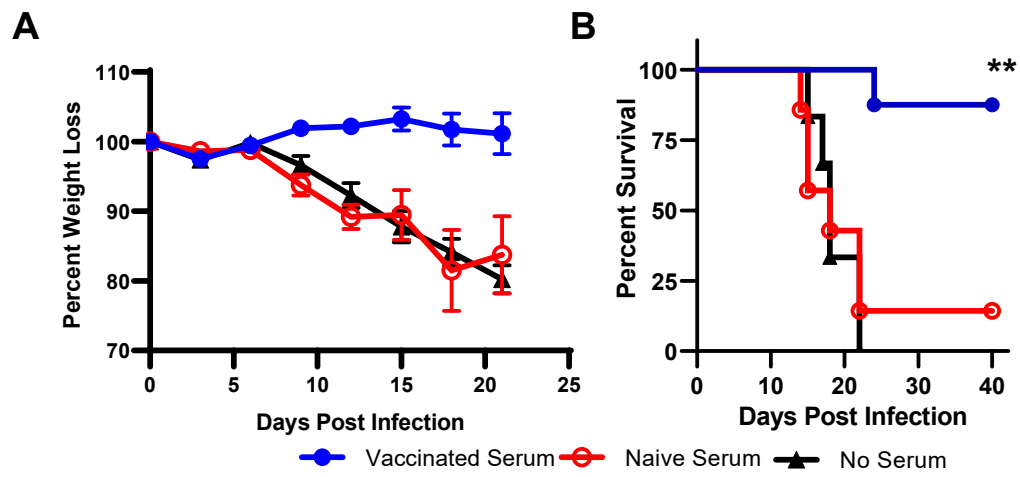 A
B
Percent Weight Loss
110
100
90
80
70
0 5 10 15 20 25
Days Post Infection
Percent Survival
100
75
50
25
0
0 10 20 30 40
**
Days Post Infection
Vaccinated Serum Naive Serum No Serum